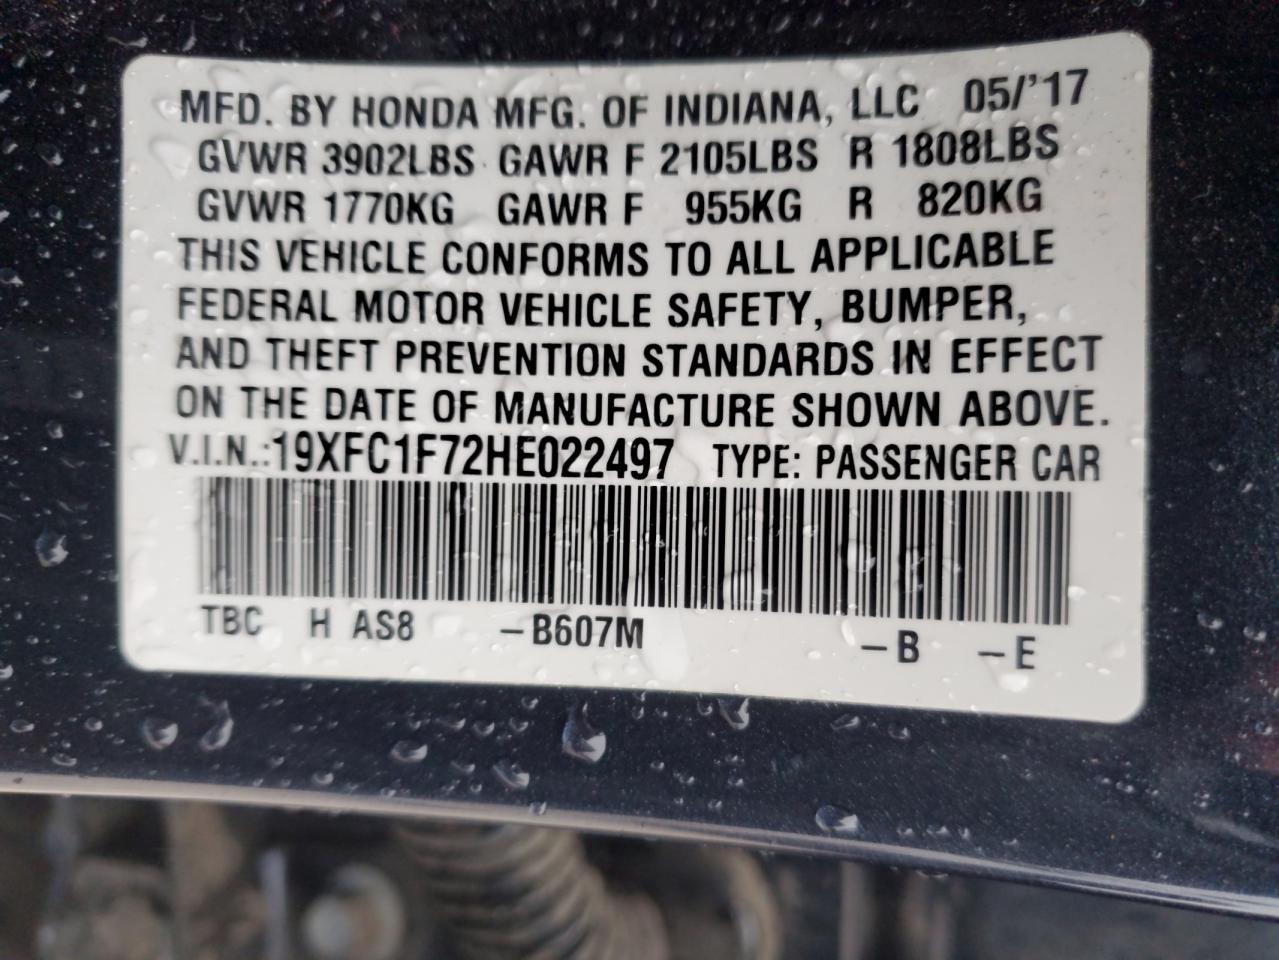 MFD. BY HONDA MFG. OF INDIANA, LLC 05/'17
GVWR 3902LBS GAWR F 2105LBS R 1808LBS
GVWR 1770KG GAWR F 955KG R 820KG
THIS VEHICLE CONFORMS TO ALL APPLICABLE
FEDERAL MOTOR VEHICLE SAFETY, BUMPER,
AND THEFT PREVENTION STANDARDS IN EFFECT
ON THE DATE OF MANUFACTURE SHOWN ABOVE.
V.I.N.:19XFC1F72HE022497 TYPE: PASSENGER CAR
TBC H AS8 –B607M –B –E